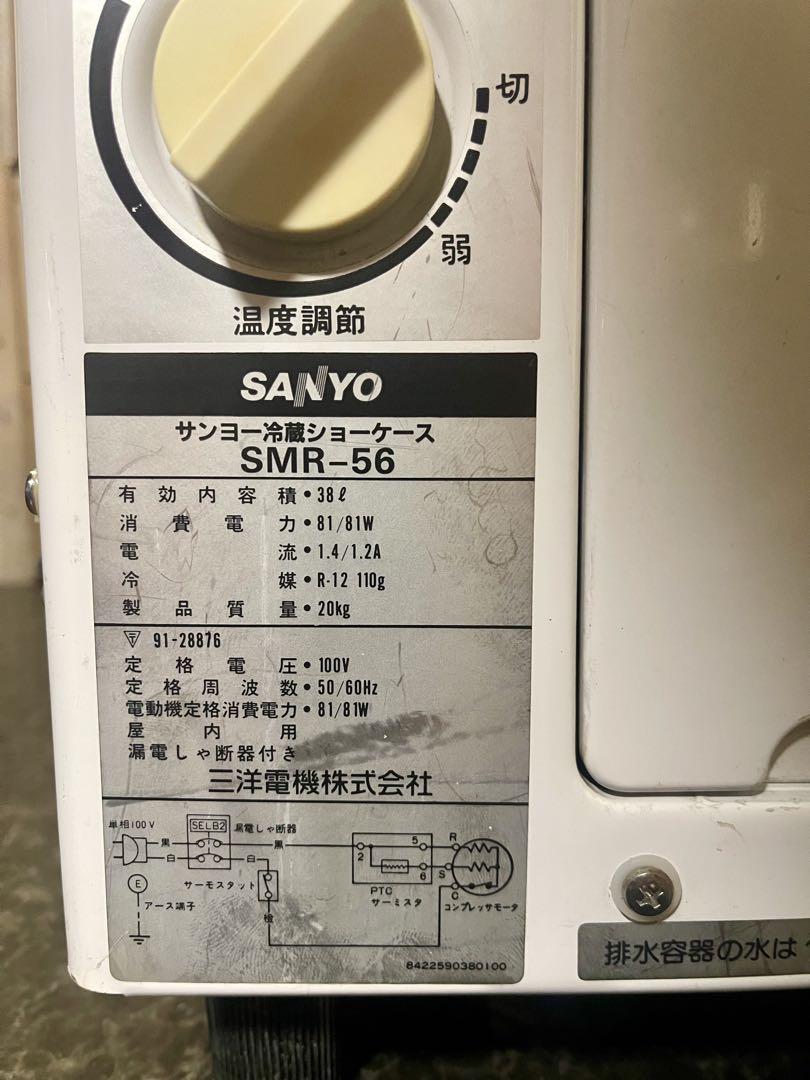 切
弱
温度調節
SANYO
サンヨー冷蔵ショーケース
SMR-56
有効内容積・38ℓ
消費電力・81/81W
電流・1.4/1.2A
冷媒・R-12 110g
製品質量・20kg
91-28876
定格電圧・100V
定格周波数・50/60Hz
電動機定格消費電力・81/81W
屋内用
漏電しゃ断器付き
三洋電機株式会社
単相100V
SELB2
漏電しゃ断器
黒
黒
白
白
サーモスタット
E
アース端子
橙
2
5
6
PTC
サーミスタ
R
S
C
コンプレッサモータ
8422590380100
排水容器の水は